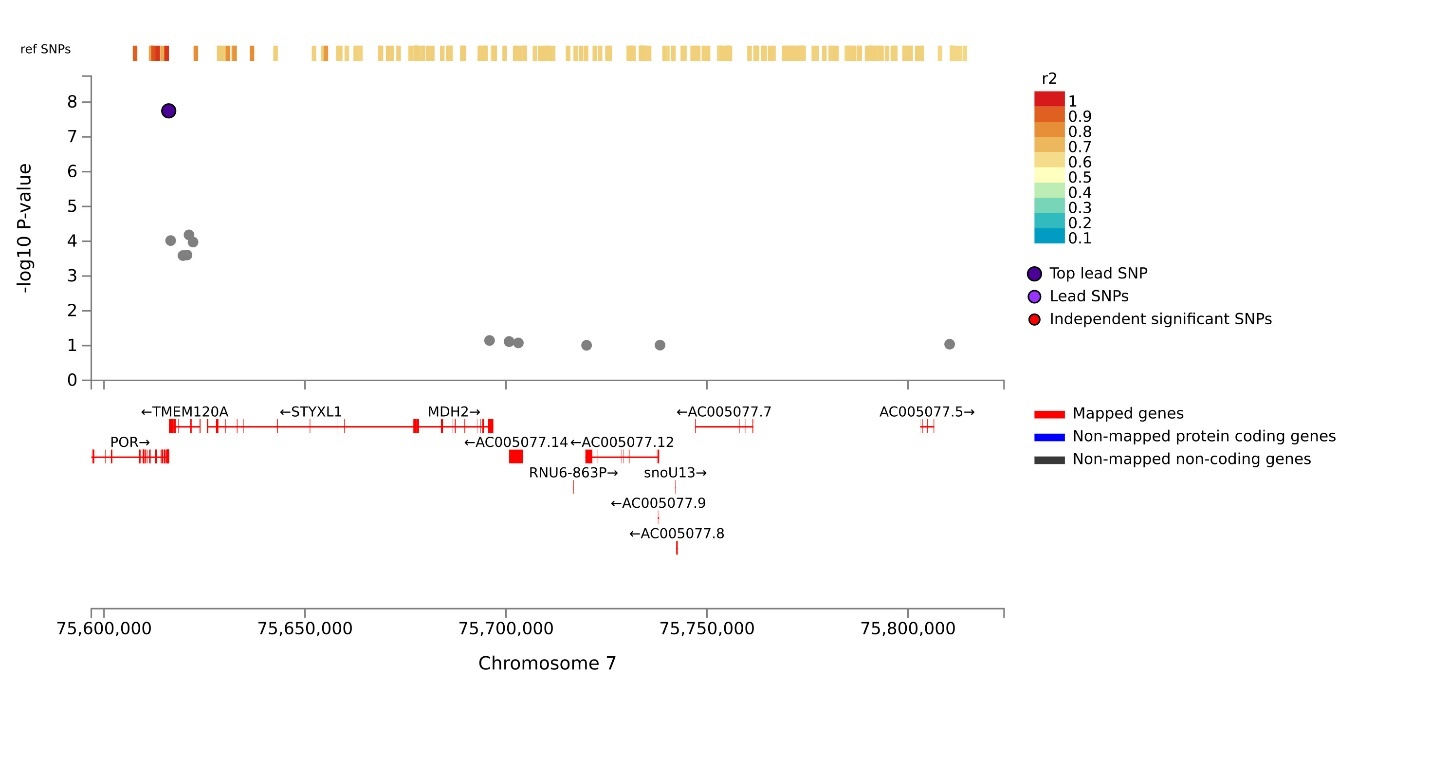 ref SNPs
r2
1
0.9
0.8
0.7
0.6
0.5
0.4
0.3
0.2
0.1
8
7
6
5
4
3
2
1
0
-log10 P-value
Top lead SNP
Lead SNPs
Independent significant SNPs
←TMEM120A ←STYXL1 MDH2→ ←AC005077.7 AC005077.5→
POR→ ←AC005077.14 ←AC005077.12
RNU6-863P→ snoU13→
←AC005077.9
←AC005077.8
Mapped genes
Non-mapped protein coding genes
Non-mapped non-coding genes
75,600,000 75,650,000 75,700,000 75,750,000 75,800,000
Chromosome 7